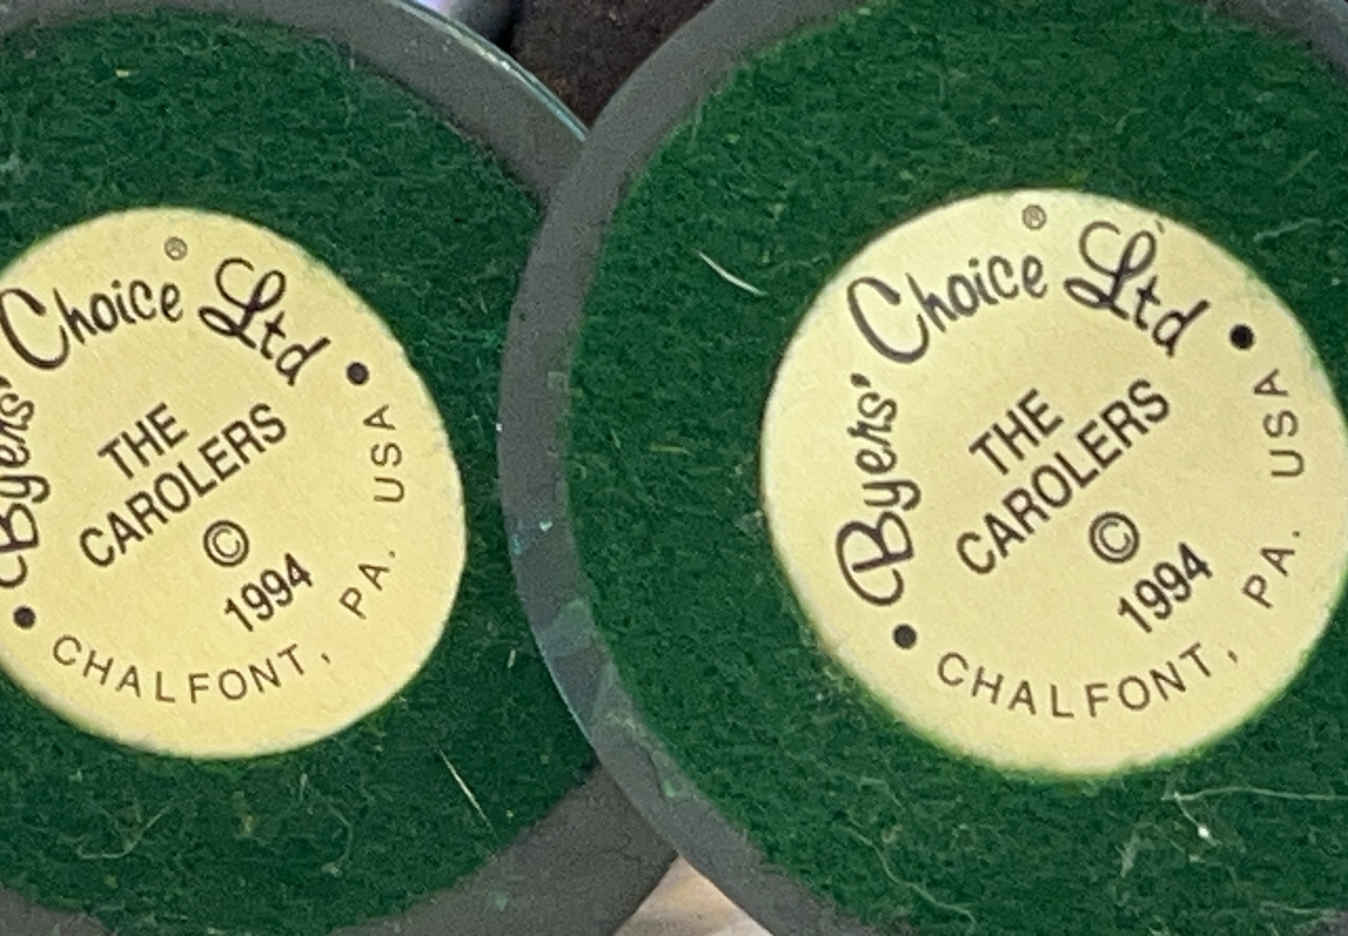 Byers' Choice® Ltd
THE
CAROLERS
©
1994
• CHALFONT, PA. USA •
Byers' Choice® Ltd
THE
CAROLERS
©
1994
• CHALFONT, PA. USA •